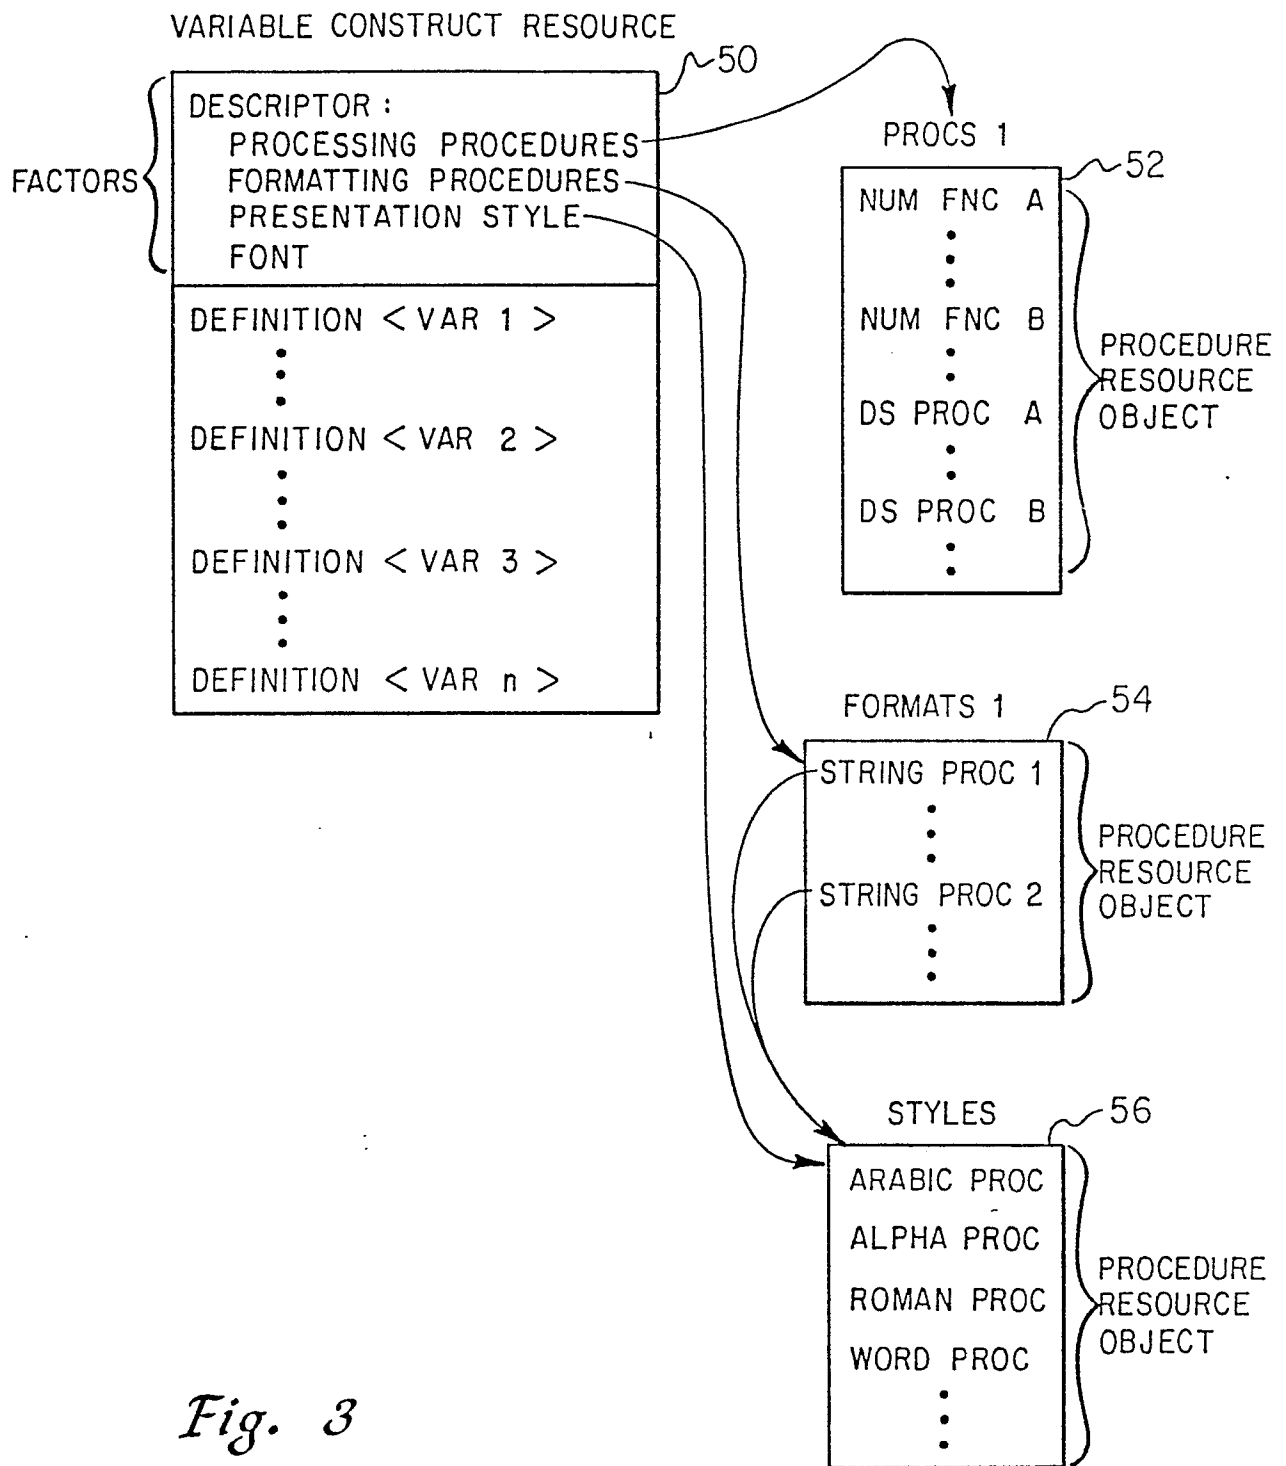 VARIABLE CONSTRUCT RESOURCE
50
FACTORS
DESCRIPTOR :
PROCESSING PROCEDURES
FORMATTING PROCEDURES
PRESENTATION STYLE
FONT
DEFINITION < VAR 1 >
DEFINITION < VAR 2 >
DEFINITION < VAR 3 >
DEFINITION < VAR n >
PROCS 1
52
NUM FNC A
NUM FNC B
DS PROC A
DS PROC B
PROCEDURE
RESOURCE
OBJECT
FORMATS 1
54
STRING PROC 1
STRING PROC 2
PROCEDURE
RESOURCE
OBJECT
STYLES
56
ARABIC PROC
ALPHA PROC
ROMAN PROC
WORD PROC
PROCEDURE
RESOURCE
OBJECT
Fig. 3